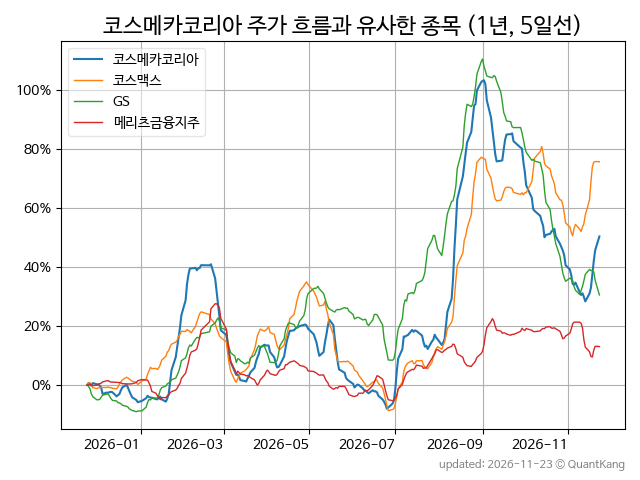 코스메카코리아 주가 흐름과 유사한 종목 (1년, 5일선)
코스메카코리아
코스맥스
GS
메리츠금융지주
100%
80%
60%
40%
20%
0%
2026-01
2026-03
2026-05
2026-07
2026-09
2026-11
updated: 2026-11-23 © QuantKang